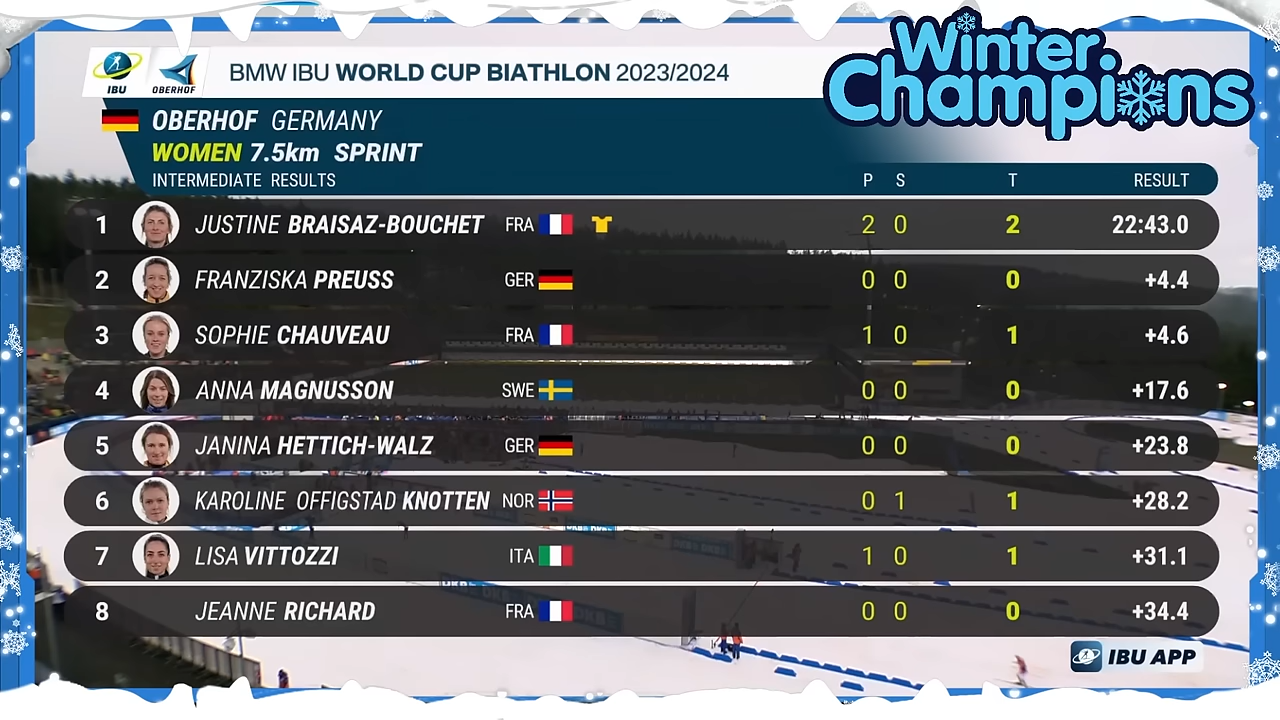 Winter
Champions
IBU
OBERHOF
BMW IBU WORLD CUP BIATHLON 2023/2024
OBERHOF GERMANY
WOMEN 7.5km SPRINT
INTERMEDIATE RESULTS P S T RESULT
1 JUSTINE BRAISAZ-BOUCHET FRA 2 0 2 22:43.0
2 FRANZISKA PREUSS GER 0 0 0 +4.4
3 SOPHIE CHAUVEAU FRA 1 0 1 +4.6
4 ANNA MAGNUSSON SWE 0 0 0 +17.6
5 JANINA HETTICH-WALZ GER 0 0 0 +23.8
6 KAROLINE OFFIGSTAD KNOTTEN NOR 0 1 1 +28.2
7 LISA VITTOZZI ITA 1 0 1 +31.1
8 JEANNE RICHARD FRA 0 0 0 +34.4
IBU APP